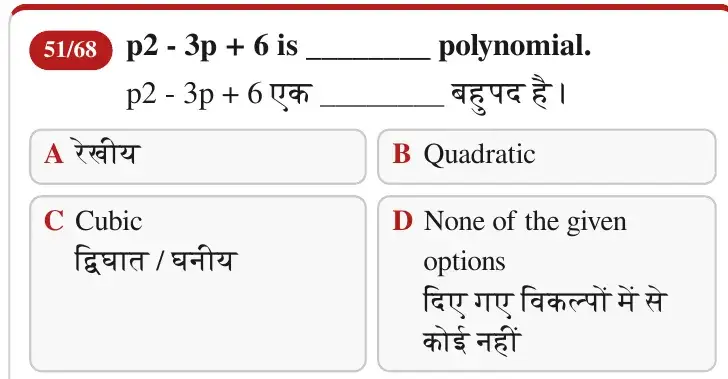 51/68 p2 - 3p + 6 is ________ polynomial.
p2 - 3p + 6 एक ________ बहुपद है।
A रेखीय
B Quadratic
C Cubic
द्विघात / घनीय
D None of the given
options
दिए गए विकल्पों में से
कोई नहीं